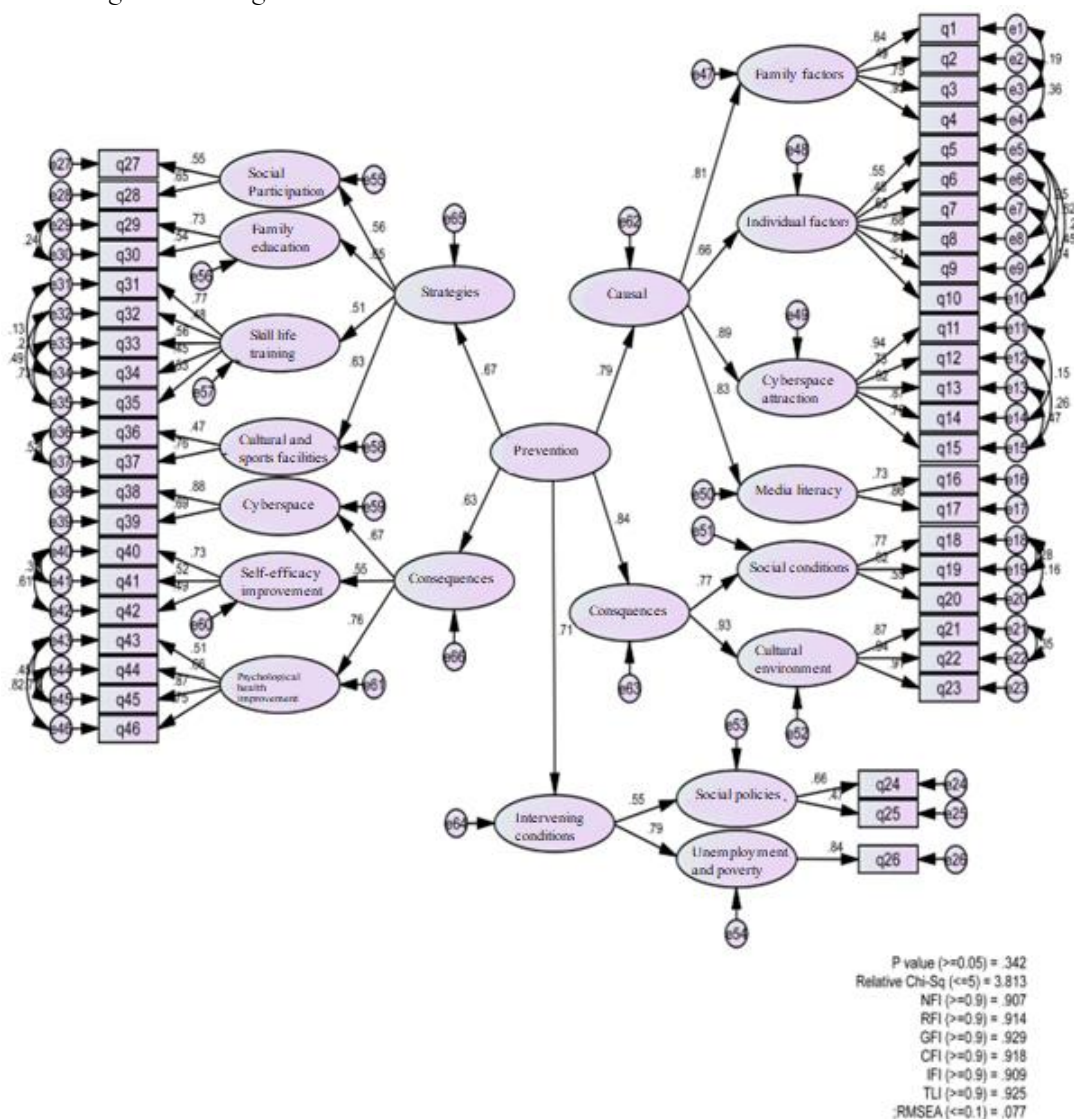 q1
e1
.64
q2
e2
.19
Family factors
e47
.75
q3
e3
.36
q4
e4
q5
e5
e48
.55
q6
e6
e27
q27
.55
Social
Participation
e55
.81
q7
e7
e28
q28
.65
e65
e62
Individual factors
q8
e8
e29
q29
.73
Family
education
.56
.66
q9
e9
.24
e30
q30
.54
e56
q10
e10
e31
q31
Strategies
Causal
e49
q11
e11
.77
.51
.89
.94
e32
q32
Skill life
training
.73
q12
e12
.15
.13
e33
q33
.56
Cyberspace
attraction
q13
e13
.26
.49
e34
q34
.45
.63
.83
q14
e14
.47
e57
.67
.79
e35
q35
q15
e15
e36
q36
.47
Cultural and
sports facilities
e58
Prevention
.73
q16
e16
e37
q37
.76
e50
Media literacy
q17
e17
e38
q38
.88
Cyberspace
e59
.63
.84
e51
e39
q39
.69
.67
q18
e18
.77
e40
q40
.73
Self-efficacy
improvement
.55
Consequences
Social conditions
q19
e19
.16
.61
e41
q41
.52
.77
q20
e20
e42
q42
.49
Consquences
e60
.76
.71
.93
q21
e21
.87
e43
q43
.51
e66
Cultural
environment
q22
e22
e44
q44
.66
Psychological
health
improvement
e61
e63
.91
q23
e23
e45
q45
.87
e52
e46
q46
.75
e53
.66
q24
e24
Social policies
.47
e64
Intervening
conditions
.55
q25
e25
.79
Unemployment
and poverty
.84
q26
e26
e54
P value (>=0.05) = .342
Relative Chi-Sq (<=5) = 3.813
NFI (>=0.9) = .907
RFI (>=0.9) = .914
GFI (>=0.9) = .929
CFI (>=0.9) = .918
IFI (>=0.9) = .909
TLI (>=0.9) = .925
:RMSEA (<=0.1) = .077